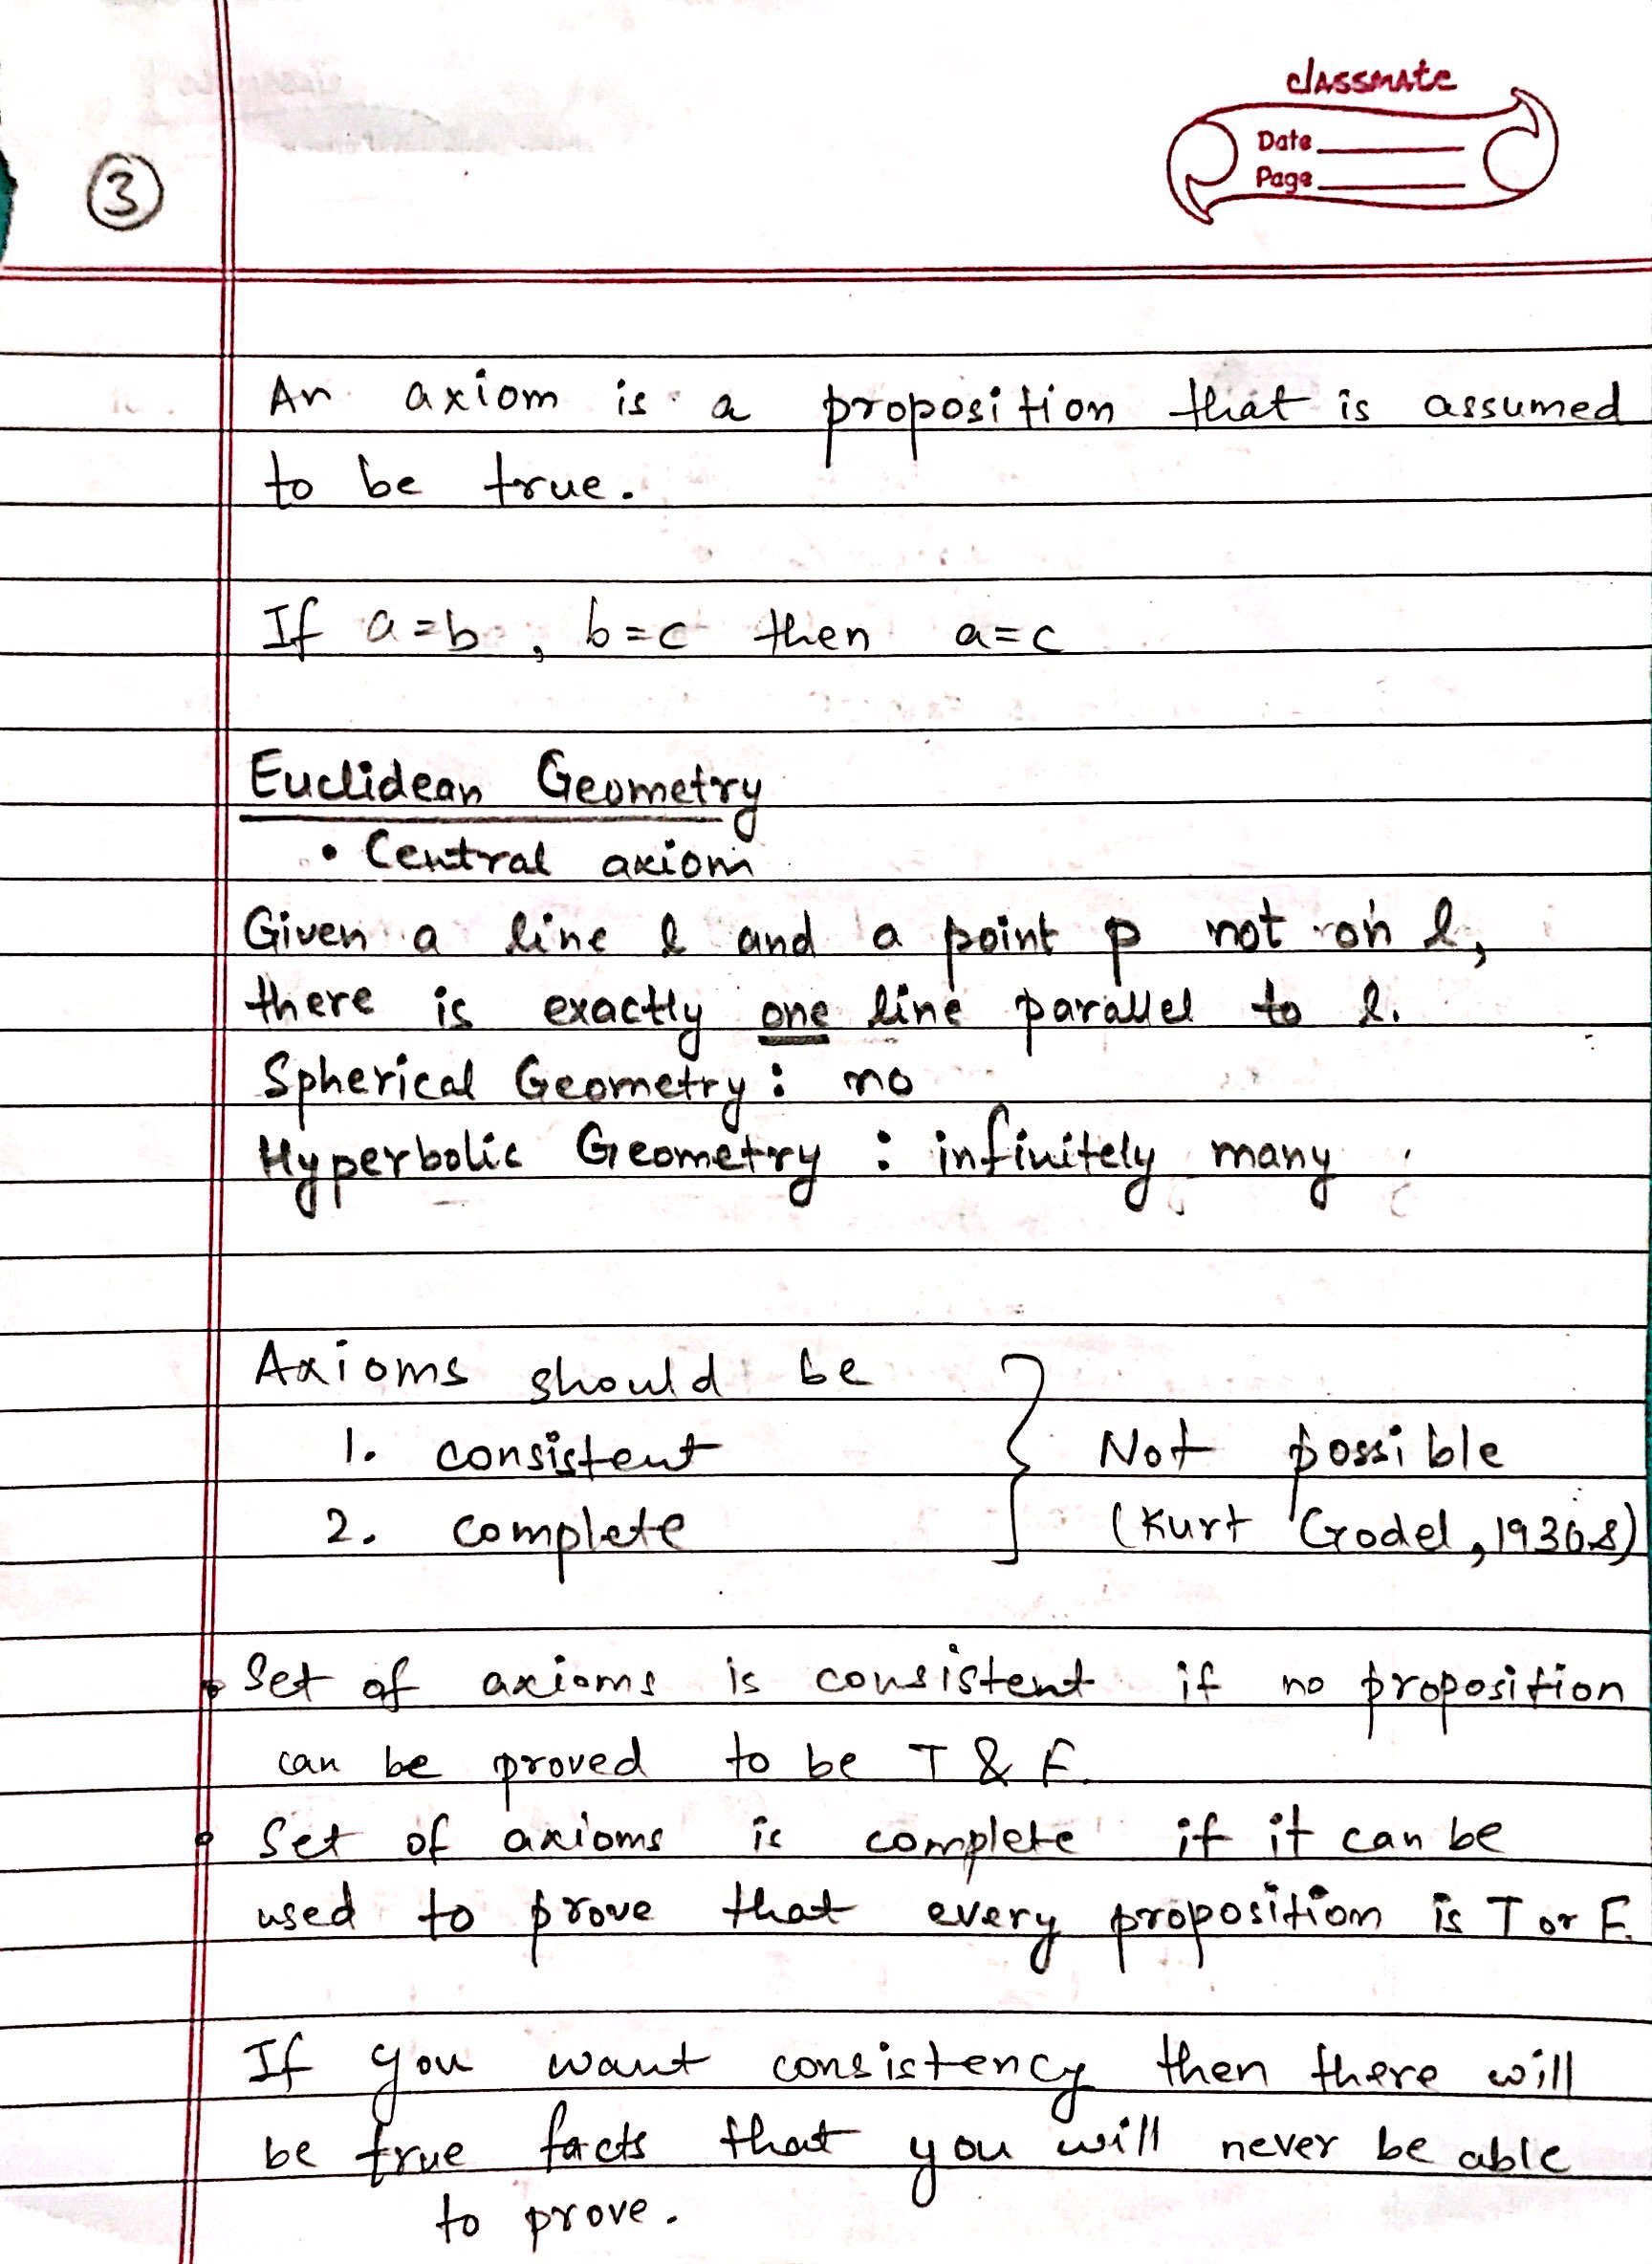 classmate
Date
Page
3
An axiom is a proposition that is assumed
to be true.
If a=b, b=c then a=c
Euclidean Geometry
• Central axiom
Given a line l and a point p not on l,
there is exactly one line parallel to l.
Spherical Geometry: no
Hyperbolic Geometry : infinitely many
Axioms should be
1. consistent
2. complete
} Not possible
(Kurt Godel, 1930s)
• Set of axioms is consistent if no proposition
can be proved to be T & F.
• Set of axioms is complete if it can be
used to prove that every proposition is T or F.
If you want consistency then there will
be true facts that you will never be able
to prove.